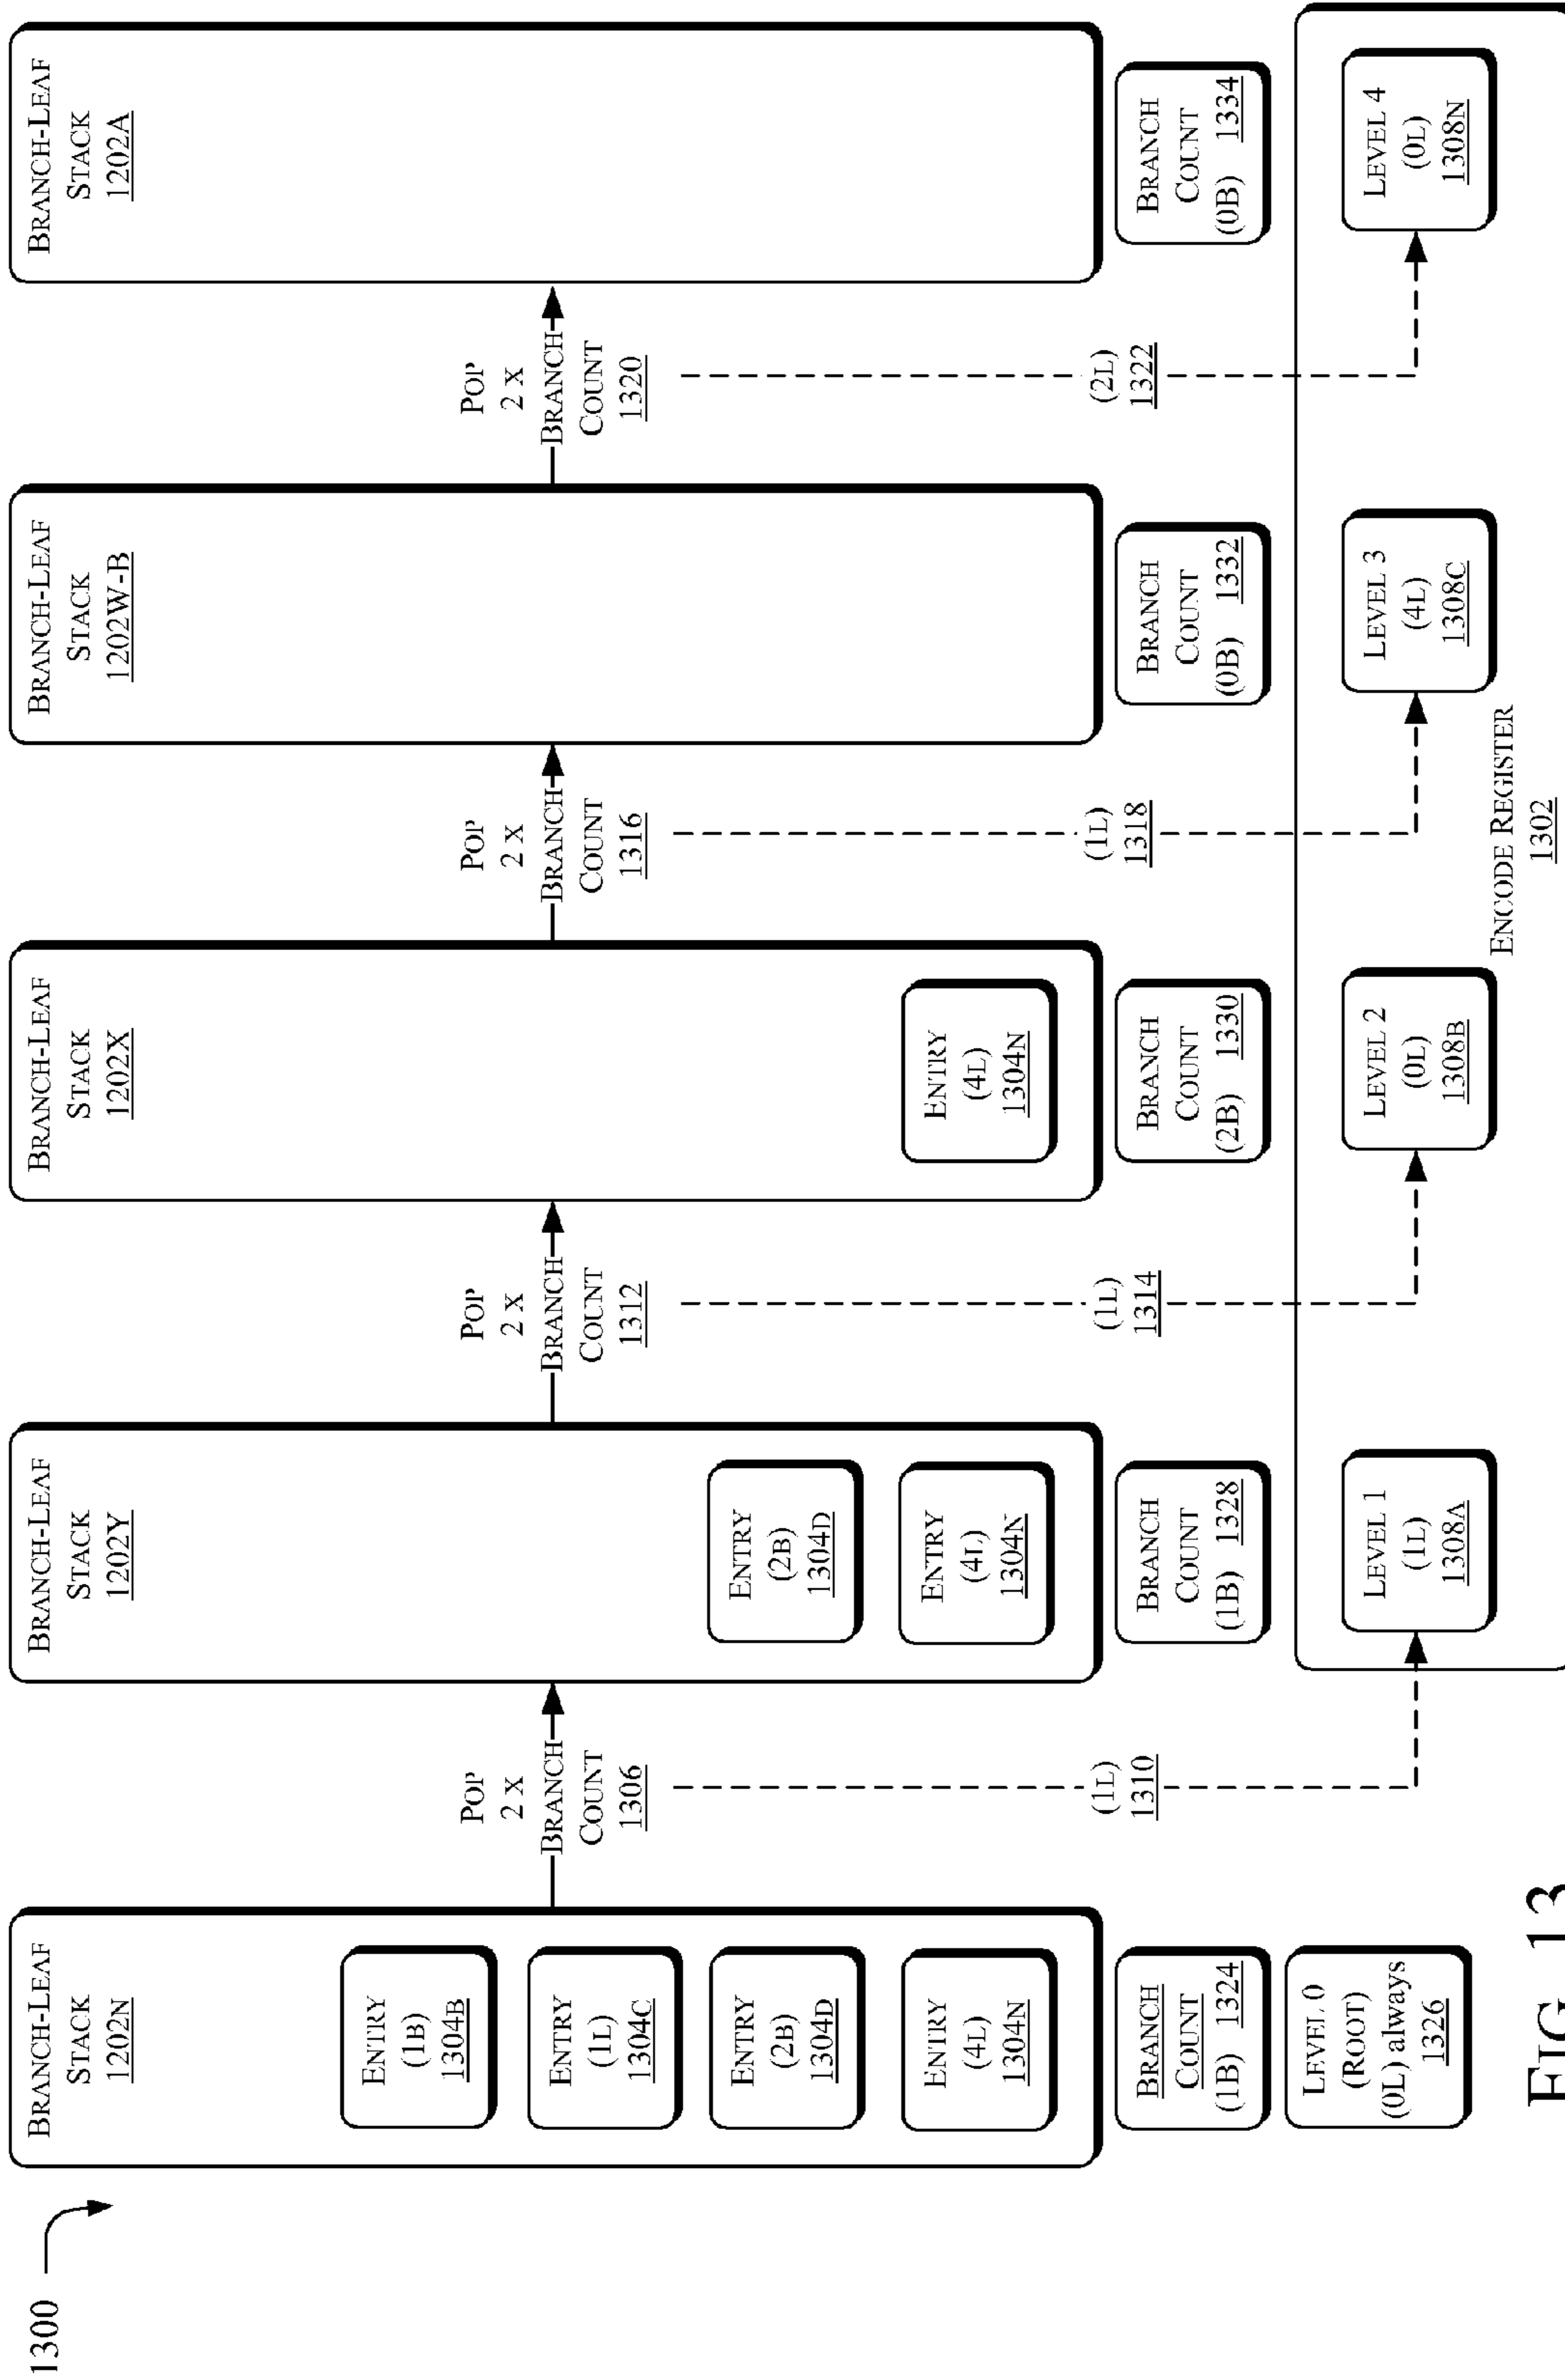 1300
BRANCH-LEAF
STACK
1202N
ENTRY
(1B)
1304B
ENTRY
(1L)
1304C
ENTRY
(2B)
1304D
ENTRY
(4L)
1304N
BRANCH
COUNT
(1B) 1324
LEVEL 0
(ROOT)
(0L) always
1326
POP
2 X
BRANCH
COUNT
1306
(1L)
1310
BRANCH-LEAF
STACK
1202Y
ENTRY
(2B)
1304D
ENTRY
(4L)
1304N
BRANCH
COUNT
(1B) 1328
LEVEL 1
(1L)
1308A
POP
2 X
BRANCH
COUNT
1312
(1L)
1314
BRANCH-LEAF
STACK
1202X
ENTRY
(4L)
1304N
BRANCH
COUNT
(2B) 1330
LEVEL 2
(0L)
1308B
POP
2 X
BRANCH
COUNT
1316
(1L)
1318
BRANCH-LEAF
STACK
1202W-B
BRANCH
COUNT
(0B) 1332
LEVEL 3
(4L)
1308C
POP
2 X
BRANCH
COUNT
1320
(2L)
1322
BRANCH-LEAF
STACK
1202A
BRANCH
COUNT
(0B) 1334
LEVEL 4
(0L)
1308N
ENCODE REGISTER
1302
FIG. 13